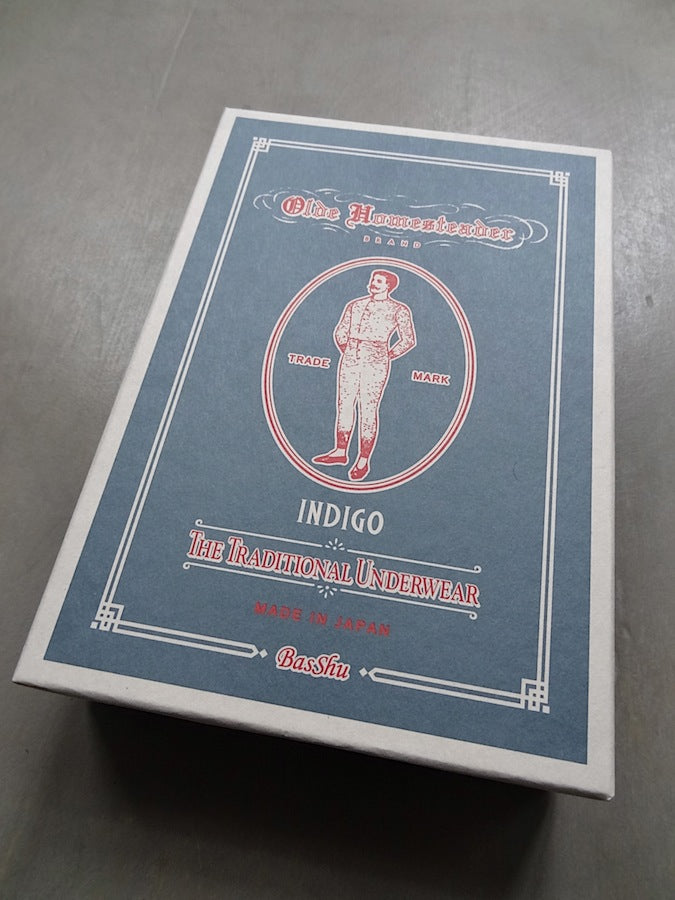 Olde Homesteader
BRAND
TRADE MARK
INDIGO
THE TRADITIONAL UNDERWEAR
MADE IN JAPAN
BasShu